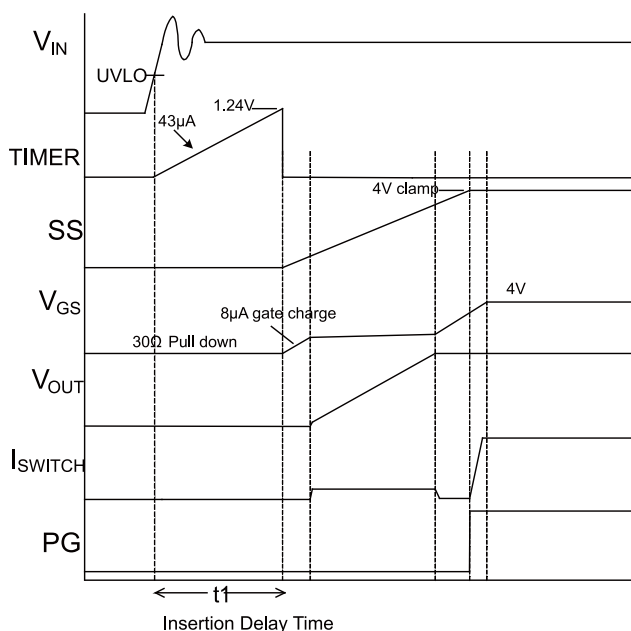 VIN
UVLO
1.24V
43µA
TIMER
4V clamp
SS
VGS
4V
8µA gate charge
30Ω Pull down
VOUT
ISWITCH
PG
t1
Insertion Delay Time